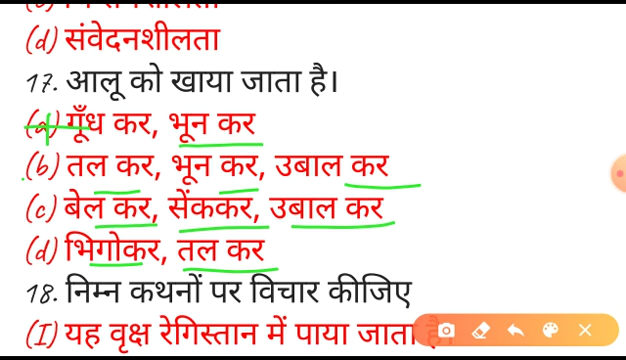 (d) संवेदनशीलता
17. आलू को खाया जाता है।
(a) गूँध कर, भून कर
(b) तल कर, भून कर, उबाल कर
(c) बेल कर, सेंककर, उबाल कर
(d) भिगोकर, तल कर
18. निम्न कथनों पर विचार कीजिए
(I) यह वृक्ष रेगिस्तान में पाया जाता है।